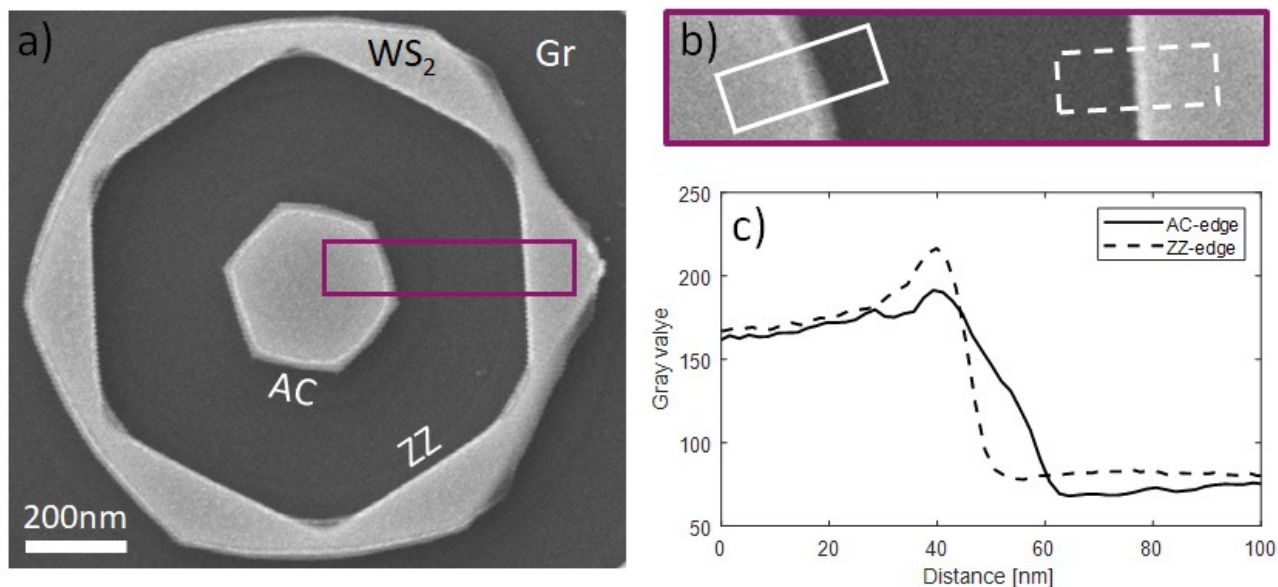 a)
WS₂
Gr
AC
ZZ
200nm
b)
c)
250
200
150
100
50
Gray valye
AC-edge
ZZ-edge
0 20 40 60 80 100
Distance [nm]